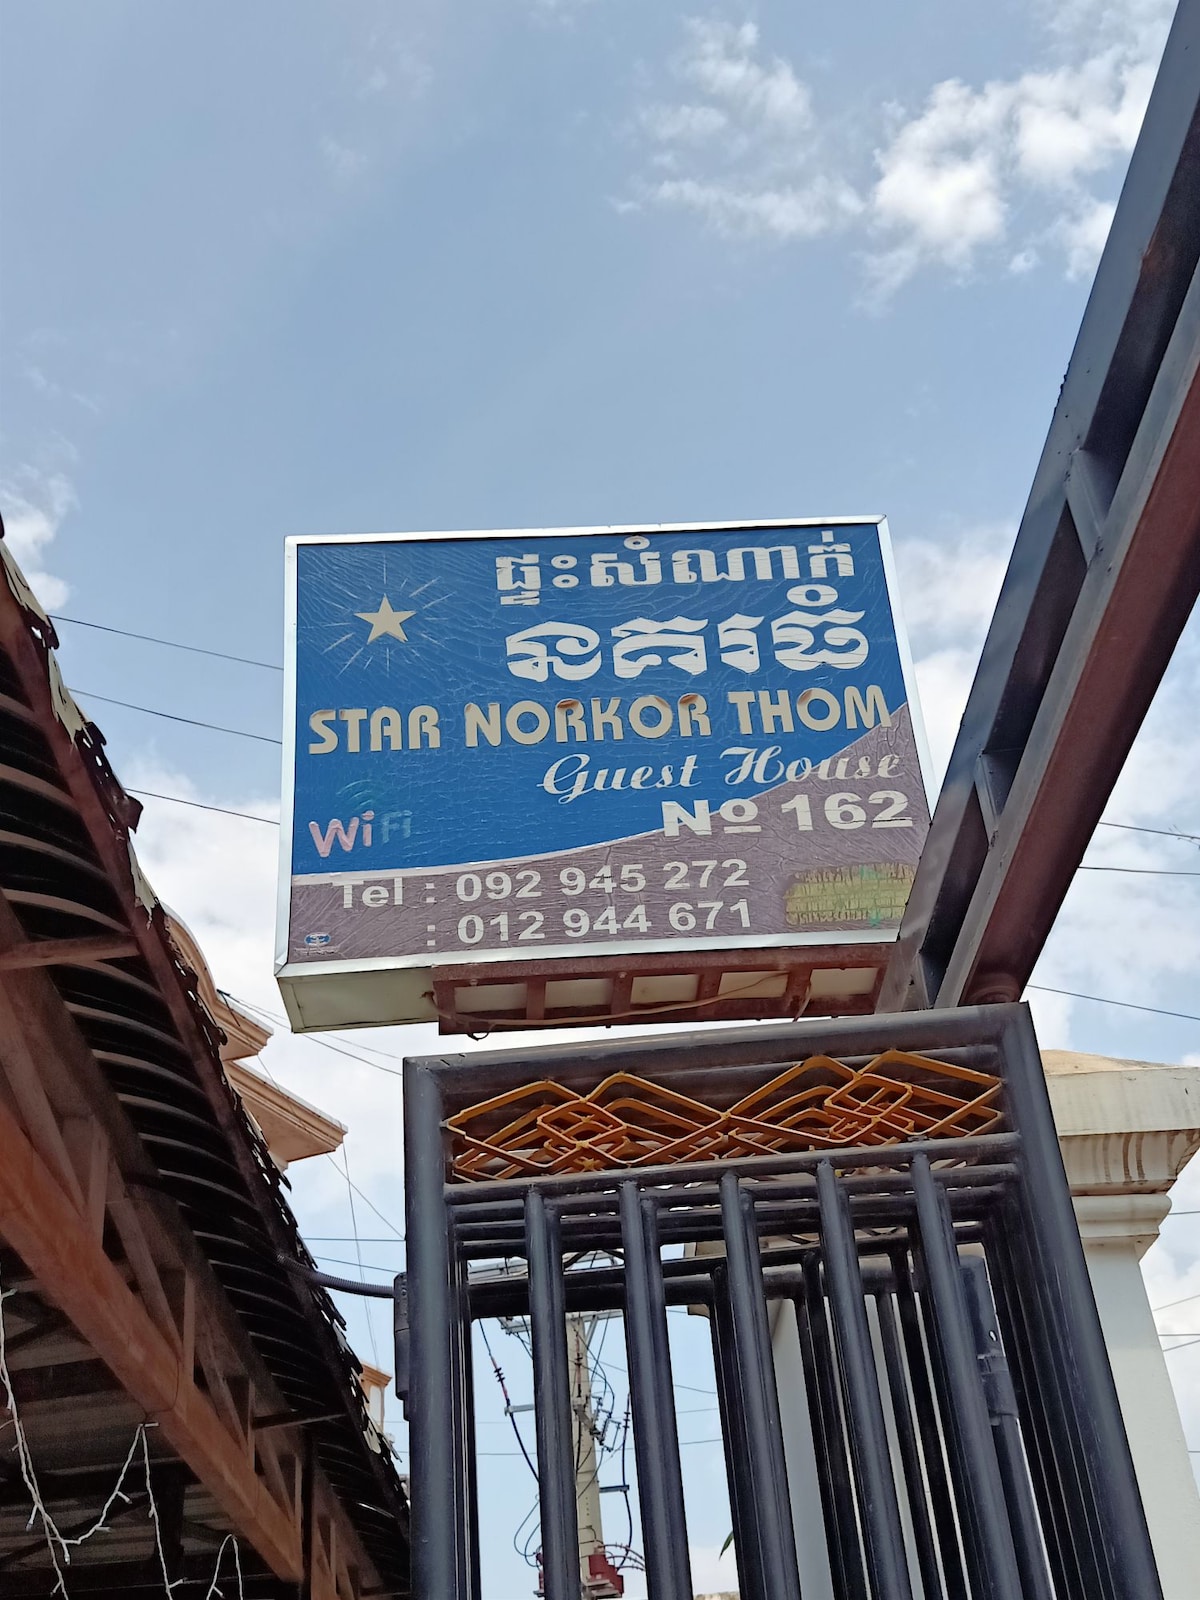 ផ្ទះសំណាក់
នគរធំ
STAR NORKOR THOM
Guest House
No 162
WiFi
Tel : 092 945 272
: 012 944 671